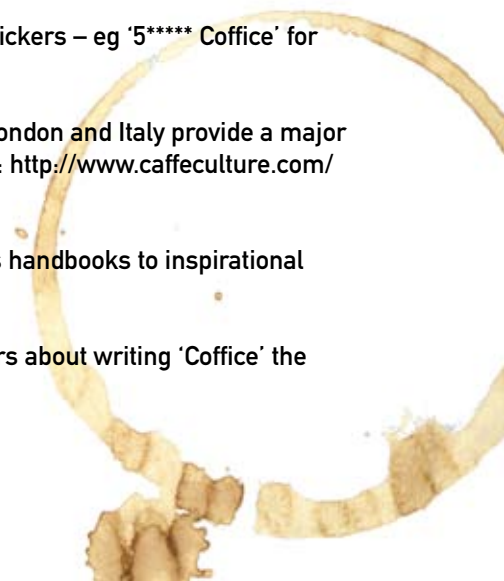 ickers – eg ‘5***** Coffice’ for
ondon and Italy provide a major
: http://www.caffeculture.com/
s handbooks to inspirational
rs about writing ‘Coffice’ the